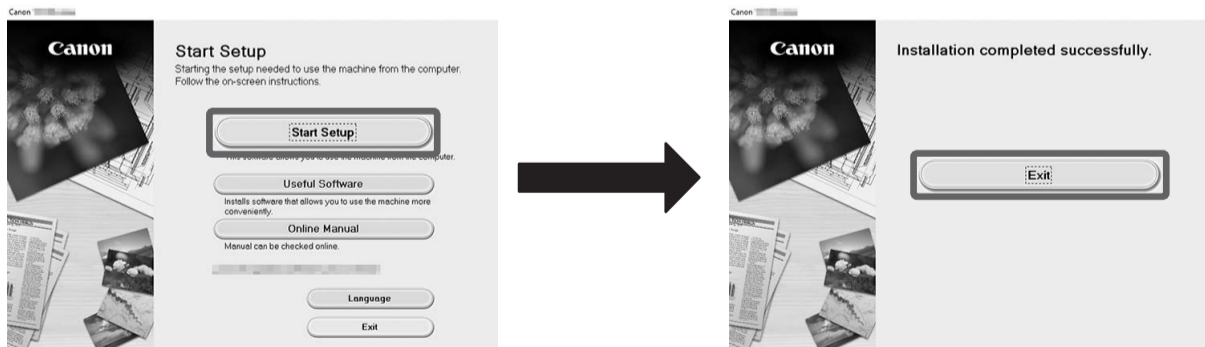 Canon
Canon
Start Setup
Starting the setup needed to use the machine from the computer.
Follow the on-screen instructions.
Start Setup
This software allows you to use the machine from the computer.
Useful Software
Installs software that allows you to use the machine more
conveniently.
Online Manual
Manual can be checked online.
Language
Exit
Canon
Canon
Installation completed successfully.
Exit